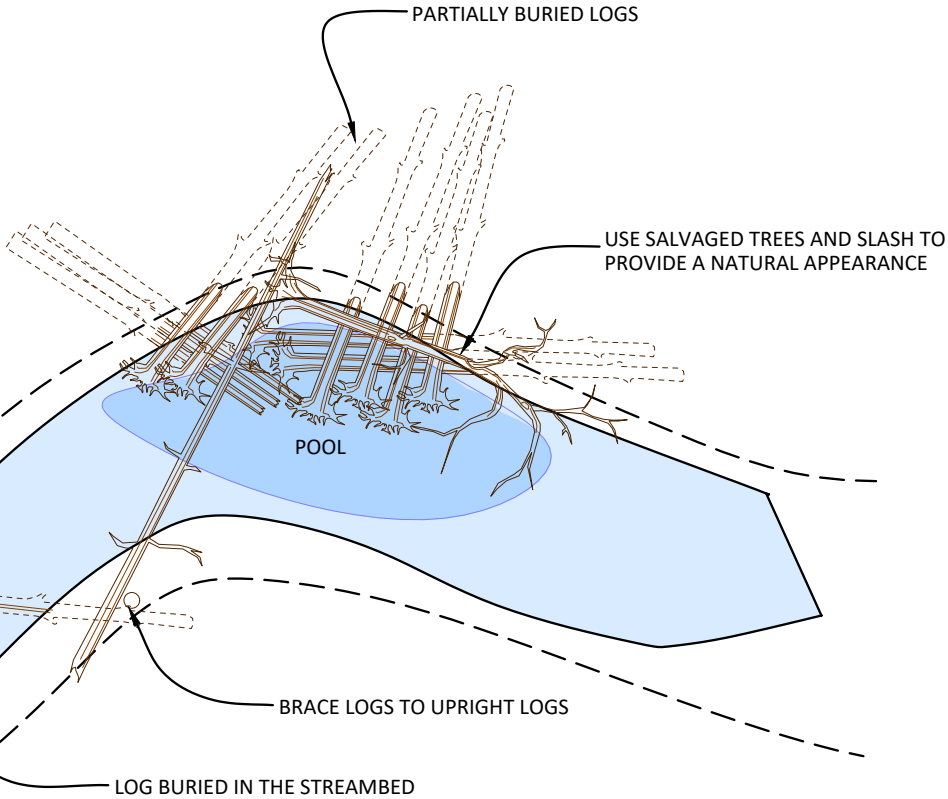 PARTIALLY BURIED LOGS
USE SALVAGED TREES AND SLASH TO
PROVIDE A NATURAL APPEARANCE
POOL
BRACE LOGS TO UPRIGHT LOGS
LOG BURIED IN THE STREAMBED